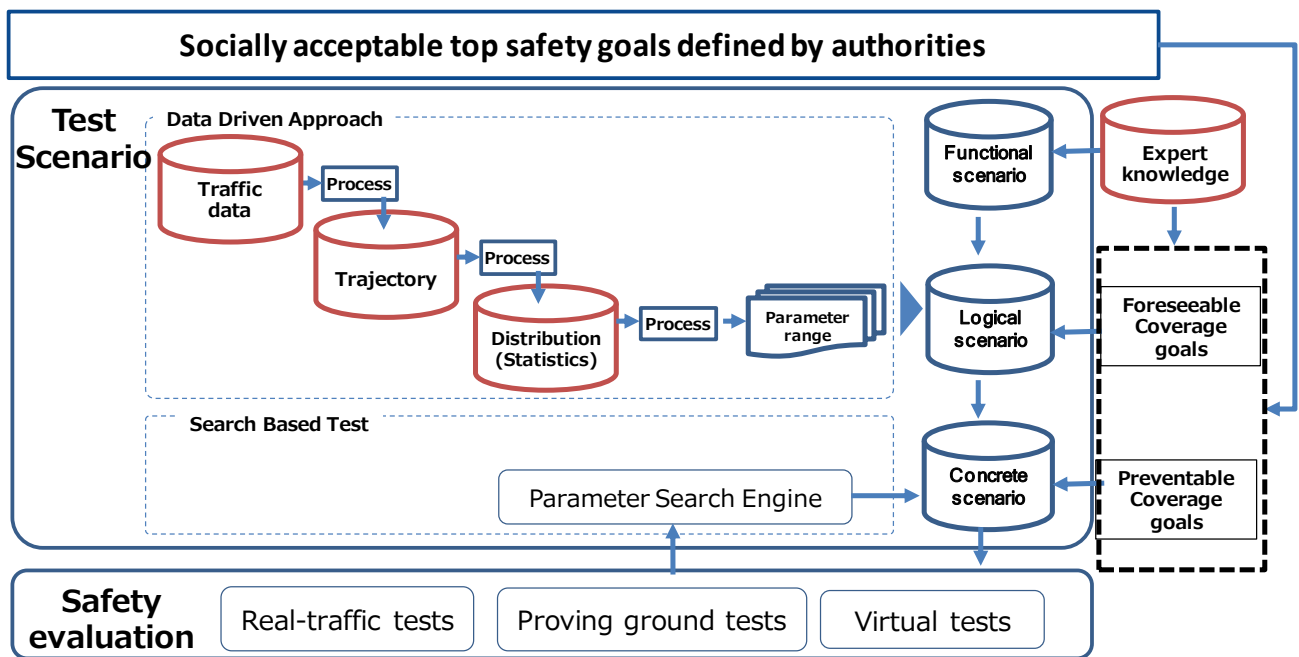 Socially acceptable top safety goals defined by authorities
Test
Scenario
Data Driven Approach
Traffic
data
Process
Trajectory
Process
Distribution
(Statistics)
Process
Parameter
range
Functional
scenario
Expert
knowledge
Logical
scenario
Foreseeable
Coverage
goals
Search Based Test
Parameter Search Engine
Concrete
scenario
Preventable
Coverage
goals
Safety
evaluation
Real-traffic tests
Proving ground tests
Virtual tests